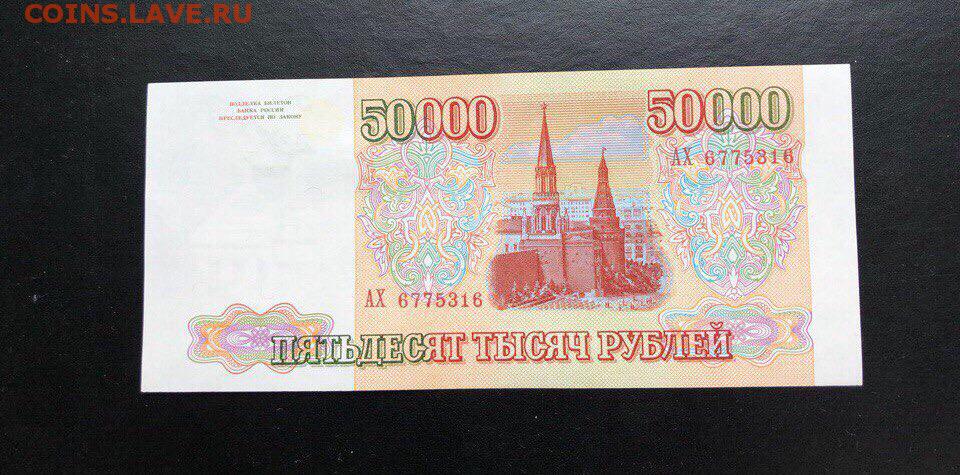 COINS.LAVE.RU
ПОДДЕЛКА БИЛЕТОВ
БАНКА РОССИИ
ПРЕСЛЕДУЕТСЯ ПО ЗАКОНУ
50000
50000
АХ 6775316
АХ 6775316
ПЯТЬДЕСЯТ ТЫСЯЧ РУБЛЕЙ